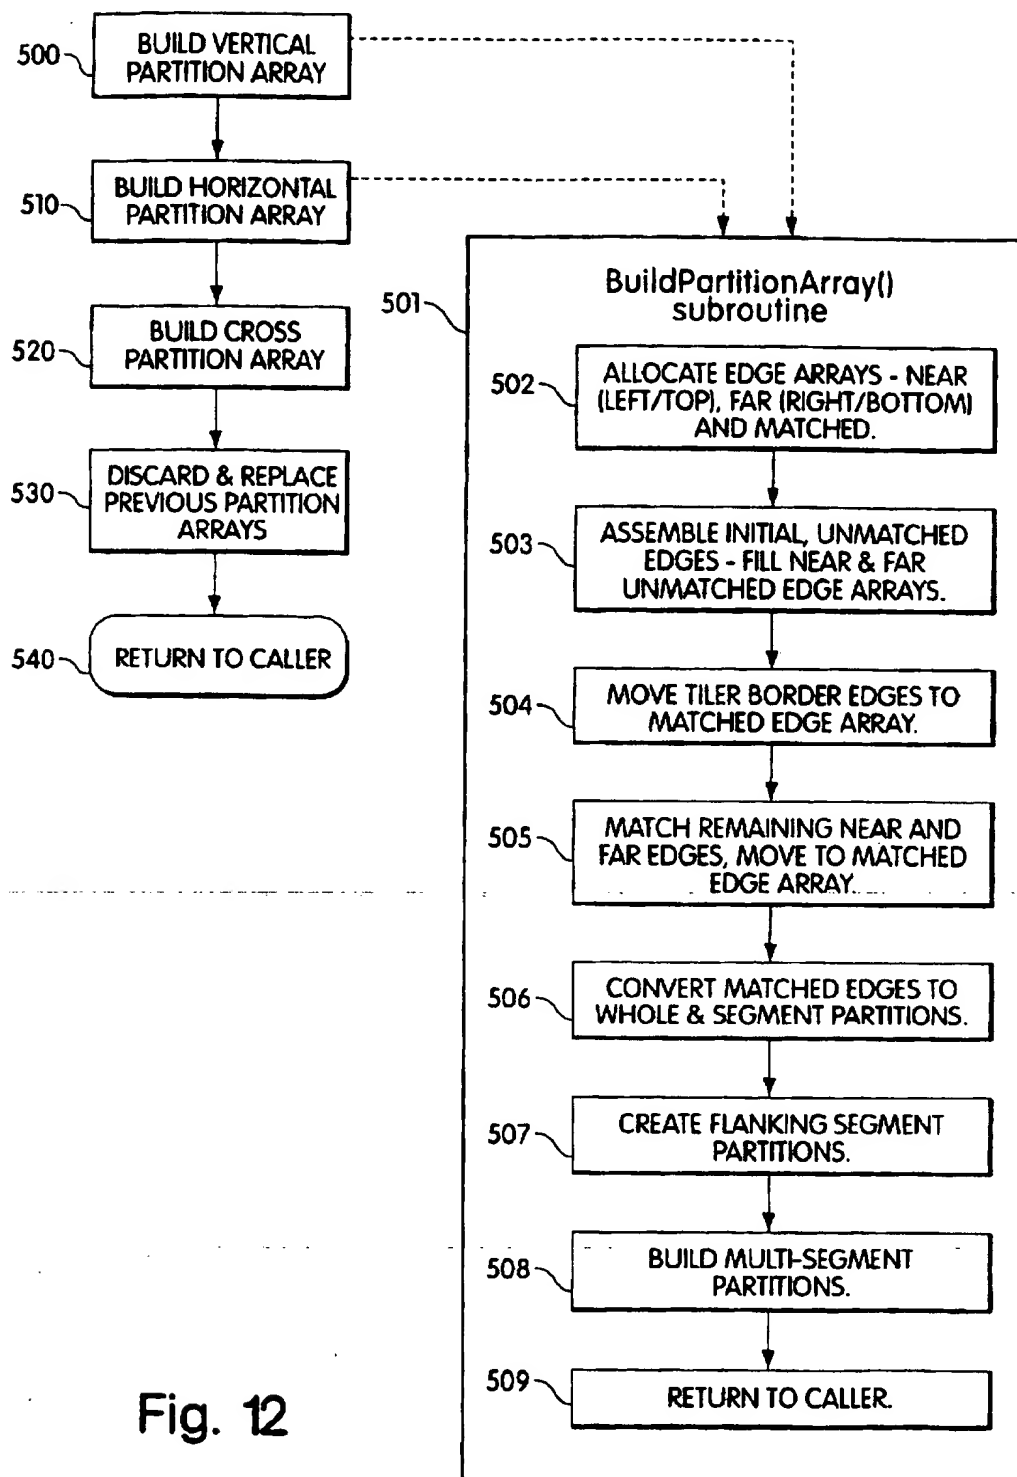 500
BUILD VERTICAL
PARTITION ARRAY
510
BUILD HORIZONTAL
PARTITION ARRAY
520
BUILD CROSS
PARTITION ARRAY
530
DISCARD & REPLACE
PREVIOUS PARTITION
ARRAYS
540
RETURN TO CALLER
501
BuildPartitionArray()
subroutine
502
ALLOCATE EDGE ARRAYS - NEAR
(LEFT/TOP), FAR (RIGHT/BOTTOM)
AND MATCHED.
503
ASSEMBLE INITIAL, UNMATCHED
EDGES - FILL NEAR & FAR
UNMATCHED EDGE ARRAYS.
504
MOVE TILER BORDER EDGES TO
MATCHED EDGE ARRAY.
505
MATCH REMAINING NEAR AND
FAR EDGES, MOVE TO MATCHED
EDGE ARRAY.
506
CONVERT MATCHED EDGES TO
WHOLE & SEGMENT PARTITIONS.
507
CREATE FLANKING SEGMENT
PARTITIONS.
508
BUILD MULTI-SEGMENT
PARTITIONS.
509
RETURN TO CALLER.
Fig. 12